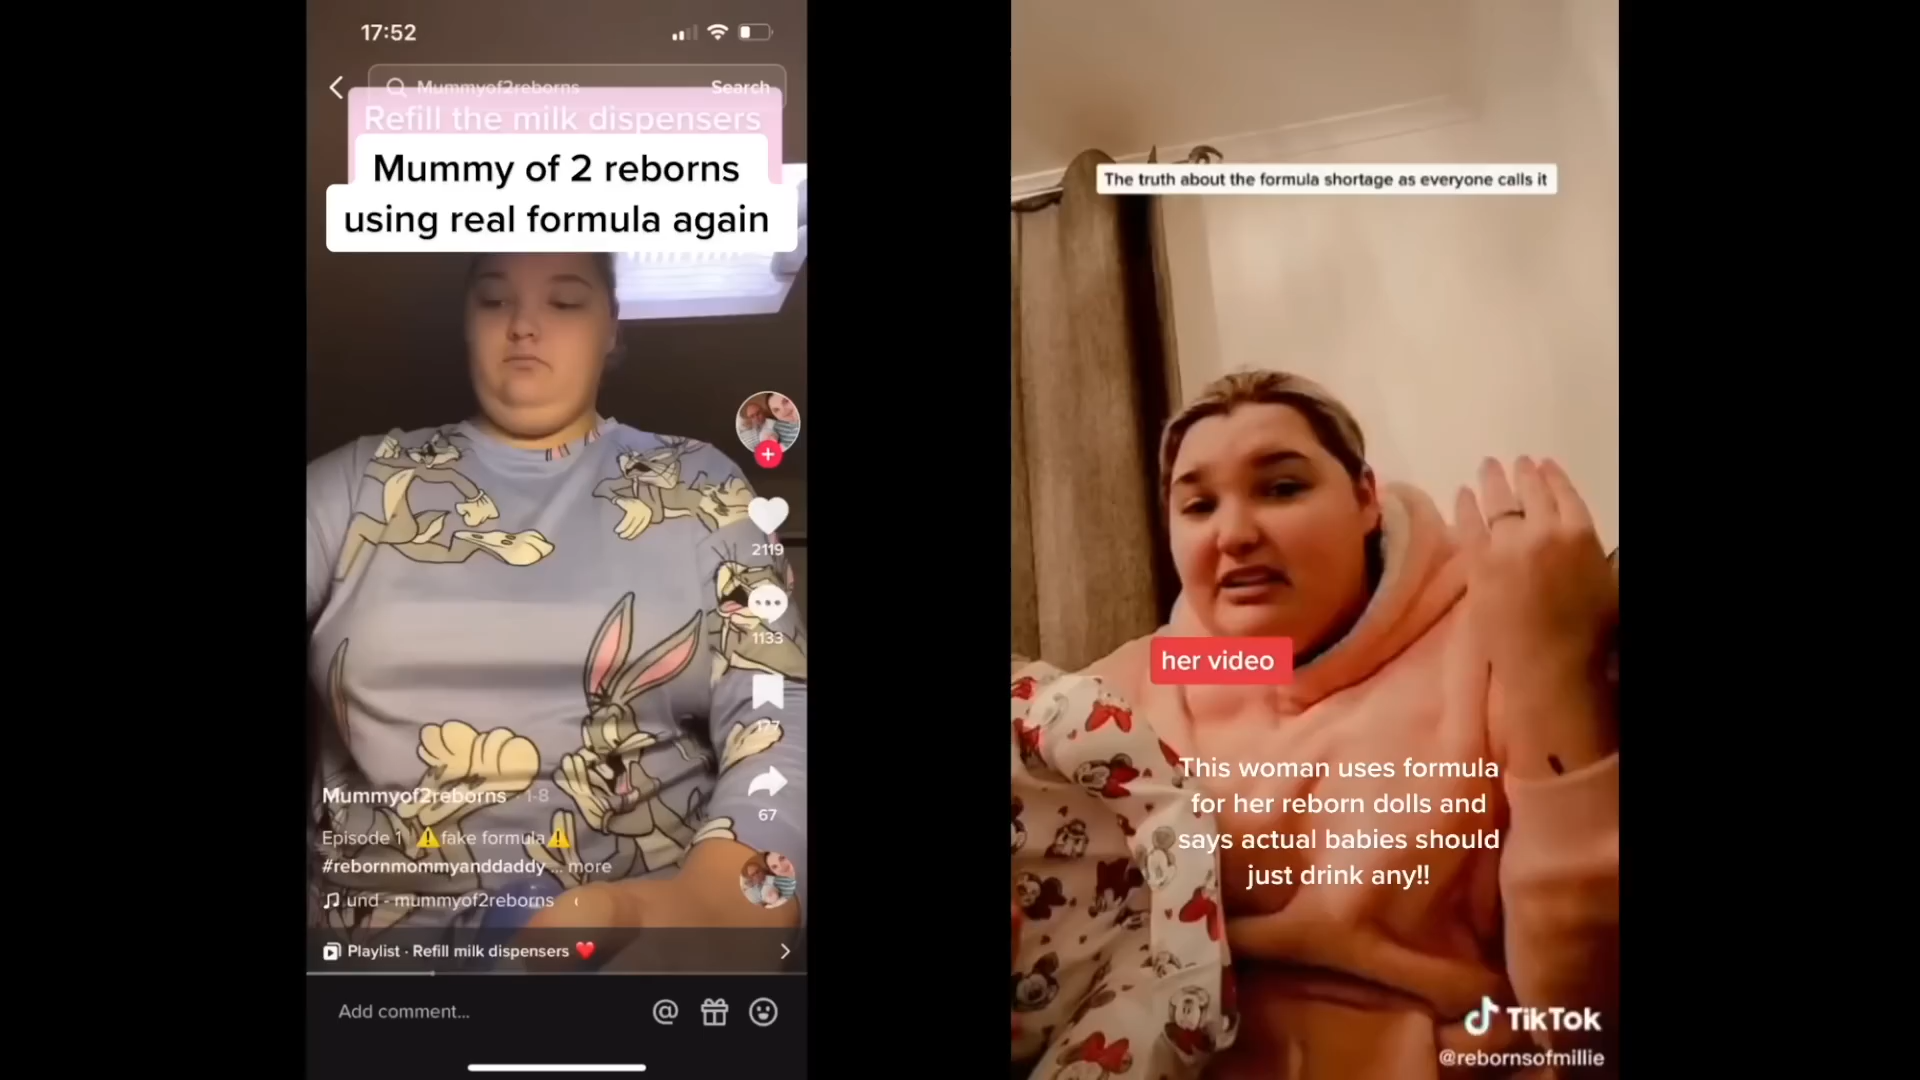 17:52
Mummyof2reborns
Search
Refill the milk dispensers
Mummy of 2 reborns
using real formula again
2119
1133
177
67
Mummyof2reborns · 1-8
Episode 1 ⚠️fake formula⚠️
#rebornmommyanddaddy ... more
und - mummyof2reborns
Playlist · Refill milk dispensers ❤️
Add comment...
The truth about the formula shortage as everyone calls it
her video
This woman uses formula
for her reborn dolls and
says actual babies should
just drink any!!
TikTok
@rebornsofmillie